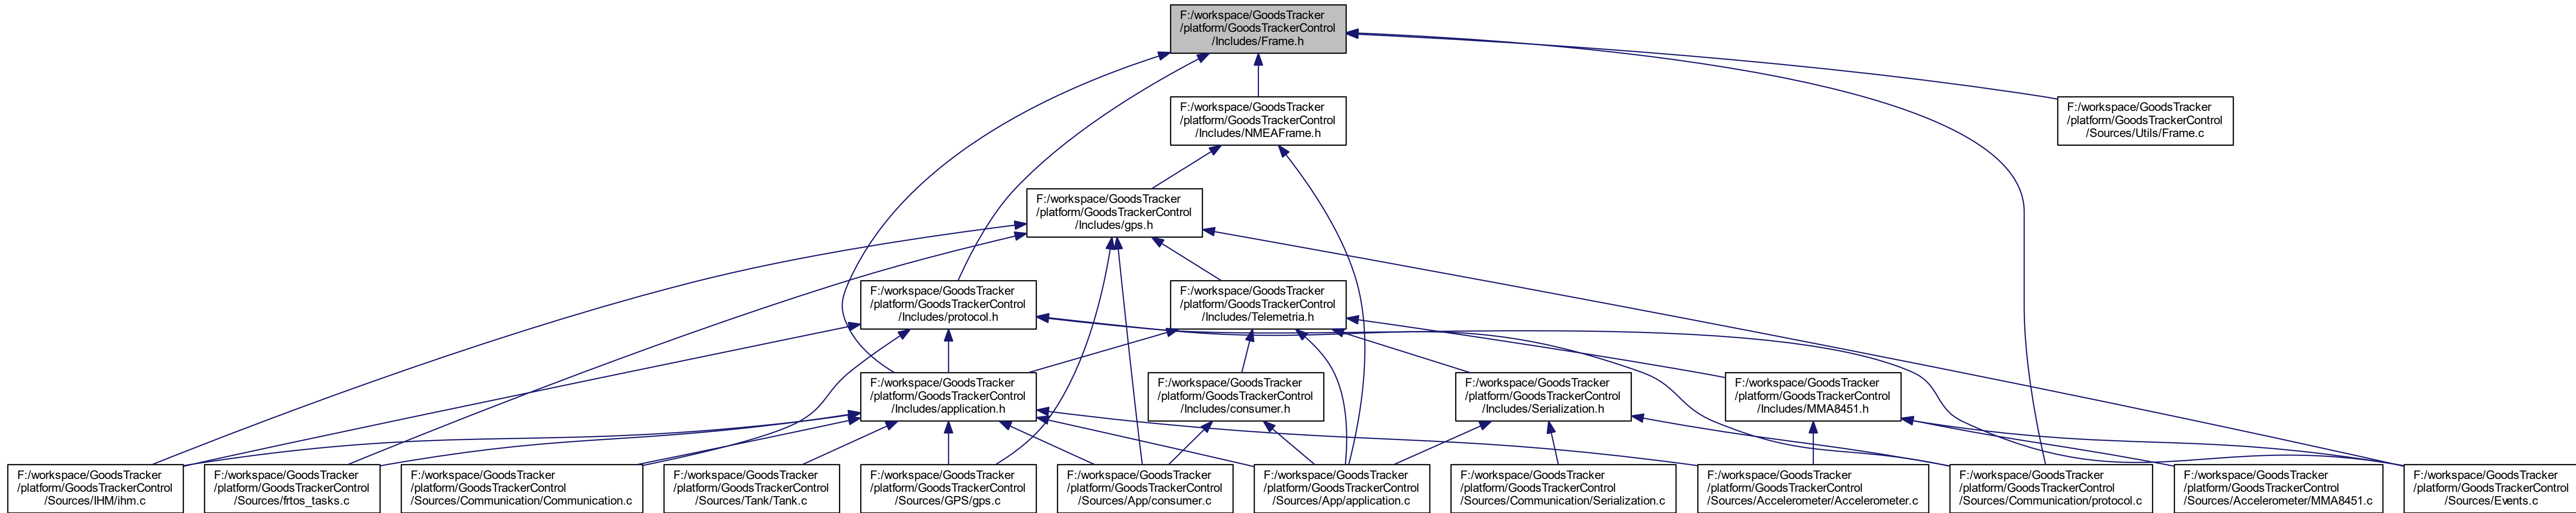 F:/workspace/GoodsTracker
/platform/GoodsTrackerControl
/Includes/Frame.h
F:/workspace/GoodsTracker
/platform/GoodsTrackerControl
/Includes/NMEAFrame.h
F:/workspace/GoodsTracker
/platform/GoodsTrackerControl
/Sources/Utils/Frame.c
F:/workspace/GoodsTracker
/platform/GoodsTrackerControl
/Includes/gps.h
F:/workspace/GoodsTracker
/platform/GoodsTrackerControl
/Includes/protocol.h
F:/workspace/GoodsTracker
/platform/GoodsTrackerControl
/Includes/Telemetria.h
F:/workspace/GoodsTracker
/platform/GoodsTrackerControl
/Includes/application.h
F:/workspace/GoodsTracker
/platform/GoodsTrackerControl
/Includes/consumer.h
F:/workspace/GoodsTracker
/platform/GoodsTrackerControl
/Includes/Serialization.h
F:/workspace/GoodsTracker
/platform/GoodsTrackerControl
/Includes/MMA8451.h
F:/workspace/GoodsTracker
/platform/GoodsTrackerControl
/Sources/IHM/ihm.c
F:/workspace/GoodsTracker
/platform/GoodsTrackerControl
/Sources/frtos_tasks.c
F:/workspace/GoodsTracker
/platform/GoodsTrackerControl
/Sources/Communication/Communication.c
F:/workspace/GoodsTracker
/platform/GoodsTrackerControl
/Sources/Tank/Tank.c
F:/workspace/GoodsTracker
/platform/GoodsTrackerControl
/Sources/GPS/gps.c
F:/workspace/GoodsTracker
/platform/GoodsTrackerControl
/Sources/App/consumer.c
F:/workspace/GoodsTracker
/platform/GoodsTrackerControl
/Sources/App/application.c
F:/workspace/GoodsTracker
/platform/GoodsTrackerControl
/Sources/Communication/Serialization.c
F:/workspace/GoodsTracker
/platform/GoodsTrackerControl
/Sources/Accelerometer/Accelerometer.c
F:/workspace/GoodsTracker
/platform/GoodsTrackerControl
/Sources/Communication/protocol.c
F:/workspace/GoodsTracker
/platform/GoodsTrackerControl
/Sources/Accelerometer/MMA8451.c
F:/workspace/GoodsTracker
/platform/GoodsTrackerControl
/Sources/Events.c